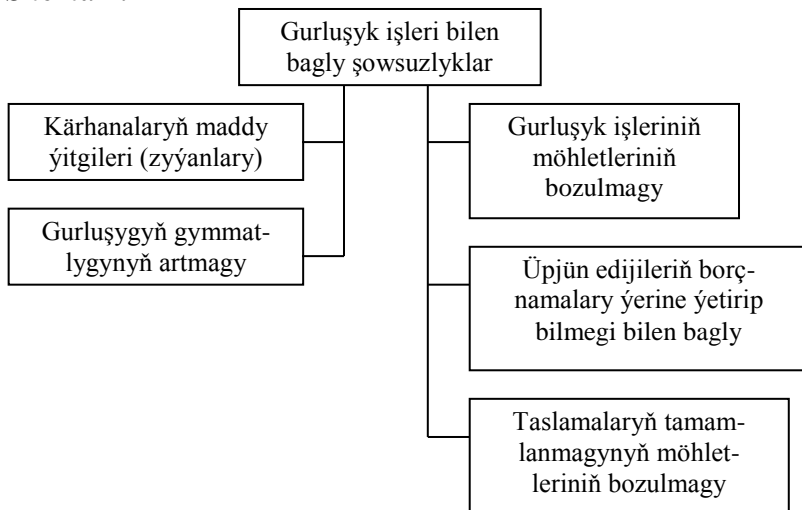 Gurluşyk işleri bilen
bagly şowsuzlyklar
Kärhanalaryň maddy
ýitgileri (zyýanlary)
Gurluşygyň gymmat-
lygynyň artmagy
Gurluşyk işleriniň
möhletleriniň
bozulmagy
Üpjün edijileriň borç-
namalary ýerine ýetirip
bilmegi bilen bagly
Taslamalaryň tamam-
lanmagynyň möhlet-
leriniň bozulmagy